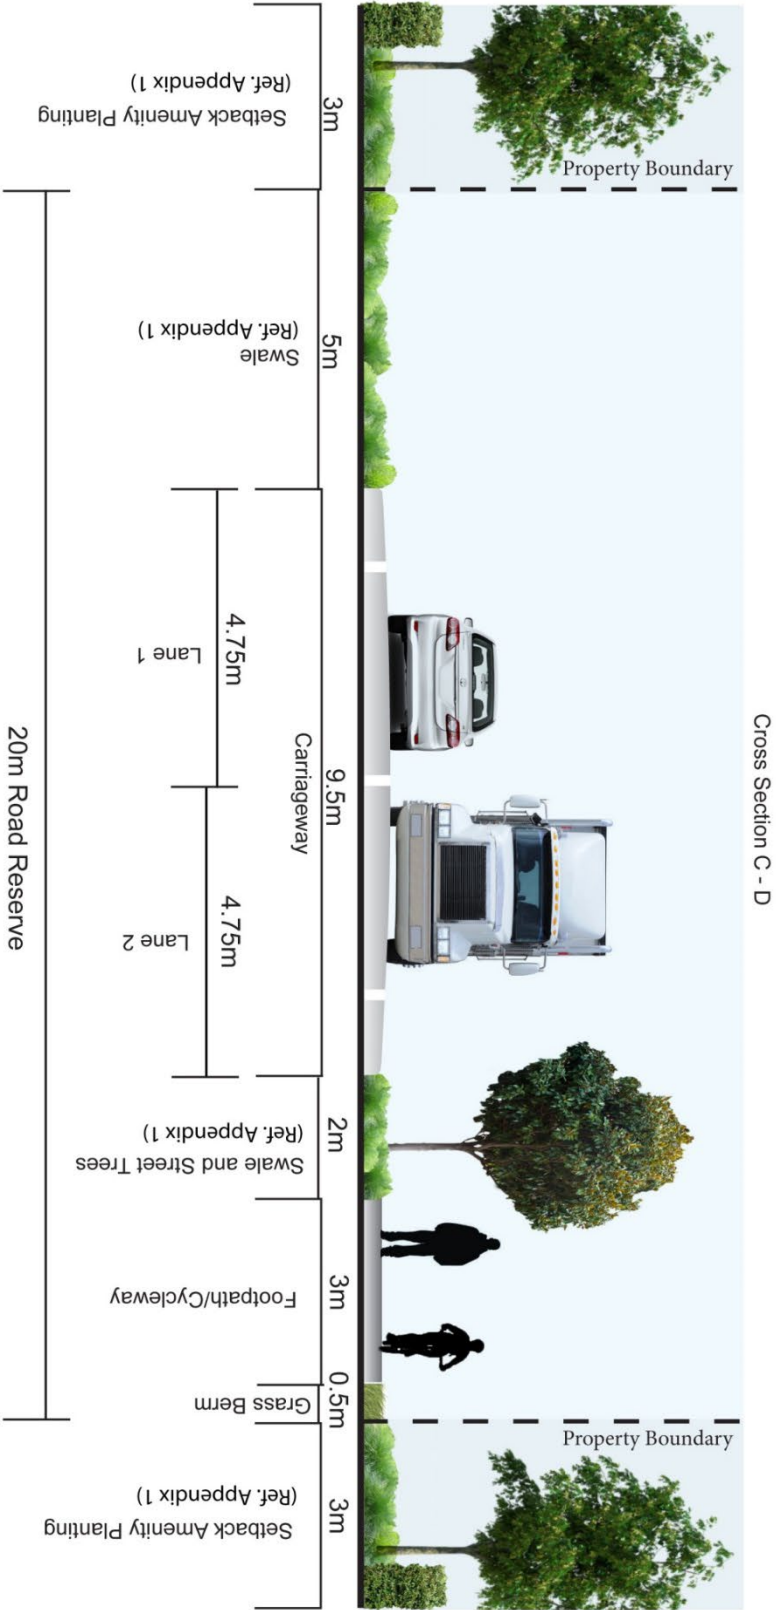 Cross Section C - D
Property Boundary
Property Boundary
3m
Setback Amenity Planting
(Ref. Appendix 1)
5m
Swale
(Ref. Appendix 1)
9.5m
Carriageway
4.75m
Lane 1
4.75m
Lane 2
2m
Swale and Street Trees
(Ref. Appendix 1)
3m
Footpath/Cycleway
0.5m
Grass Berm
3m
Setback Amenity Planting
(Ref. Appendix 1)
20m Road Reserve